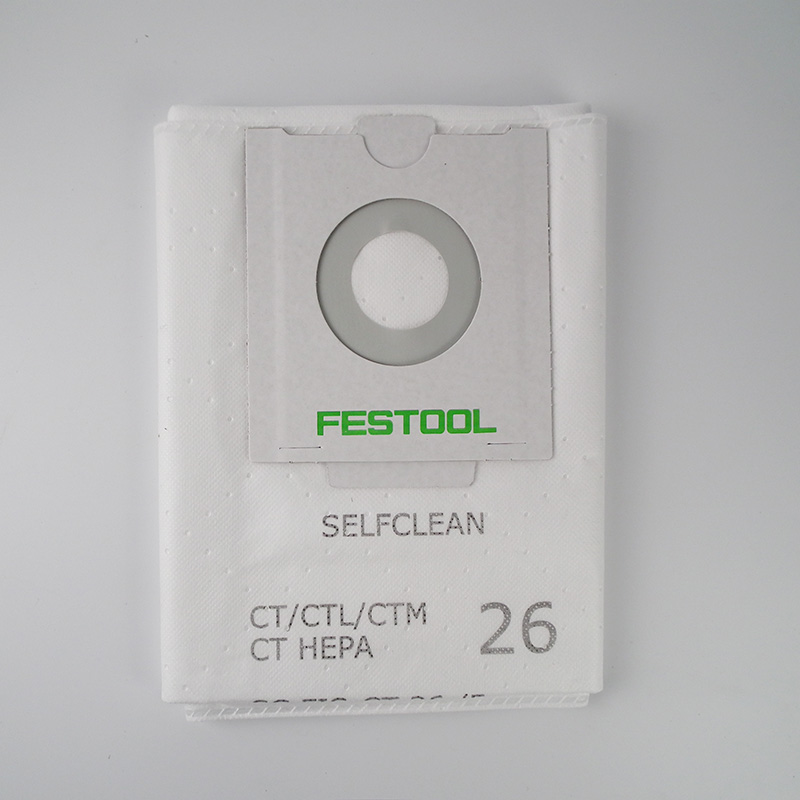 FESTOOL
SELFCLEAN
CT/CTL/CTM
CT HEPA
26